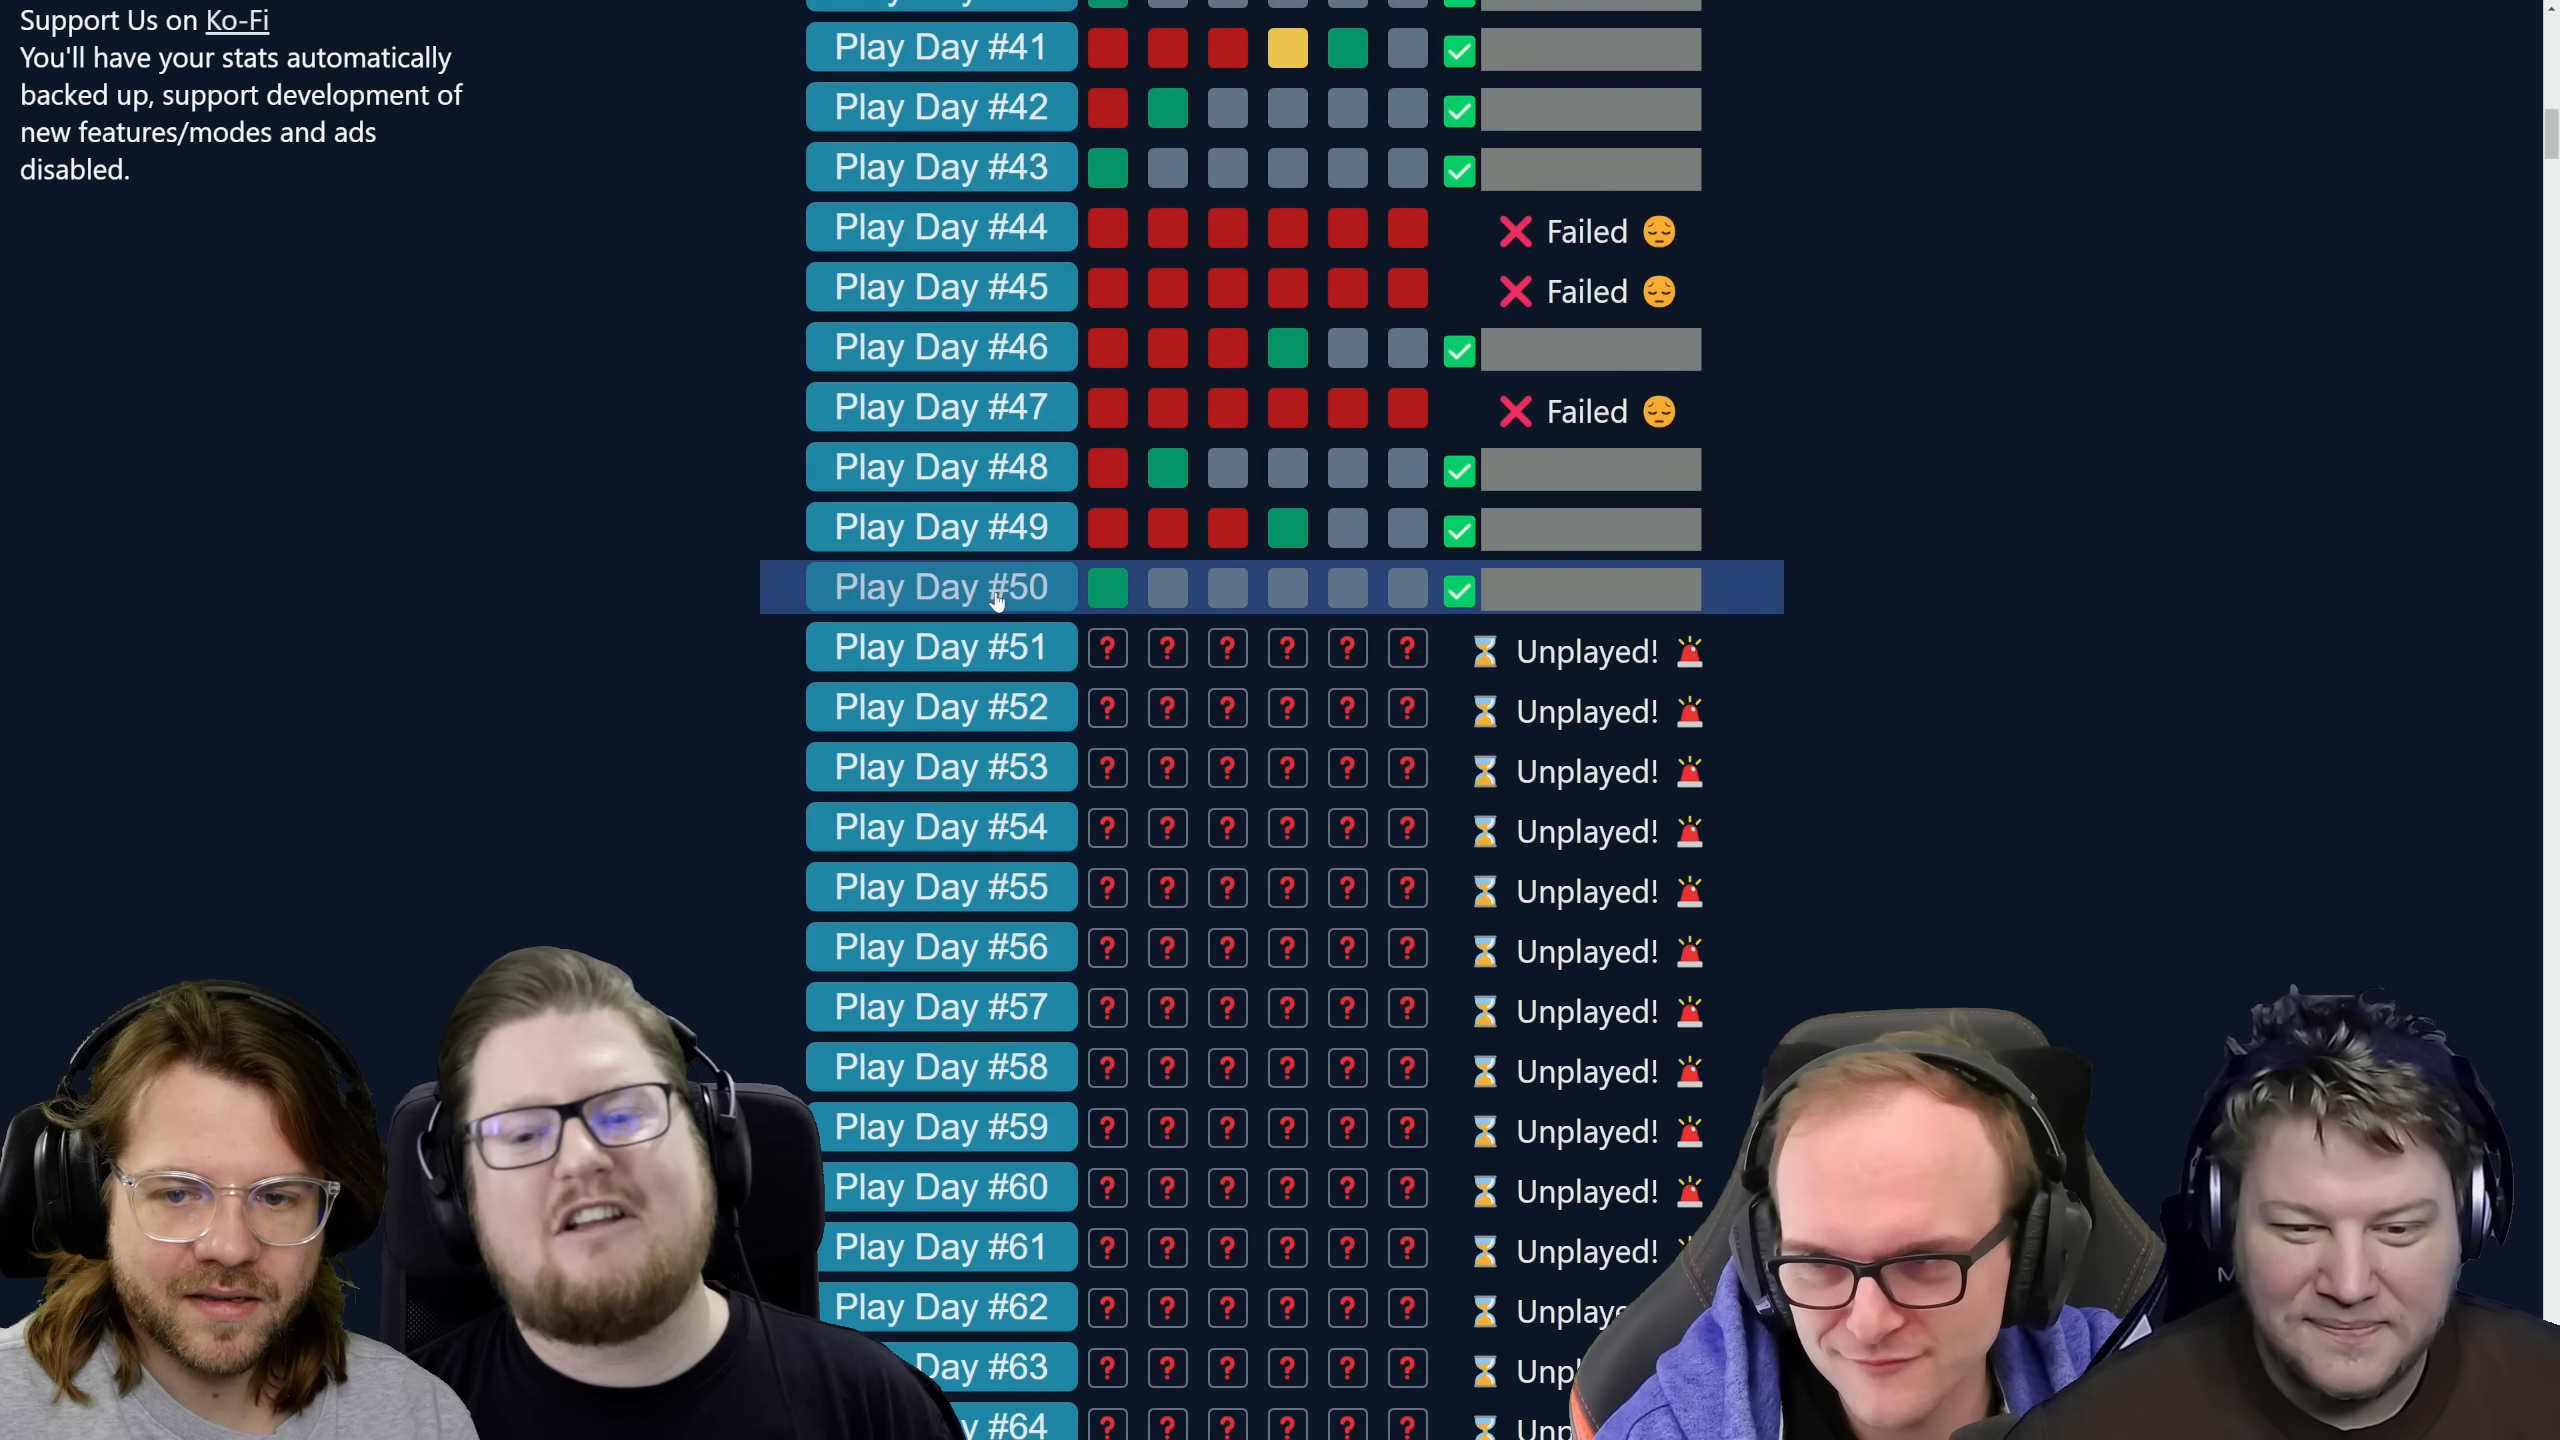 Support Us on Ko-Fi
You'll have your stats automatically
backed up, support development of
new features/modes and ads
disabled.
Play Day #41
Play Day #42
Play Day #43
Play Day #44 Failed
Play Day #45 Failed
Play Day #46
Play Day #47 Failed
Play Day #48
Play Day #49
Play Day #50
Play Day #51 ? ? ? ? ? ? Unplayed!
Play Day #52 ? ? ? ? ? ? Unplayed!
Play Day #53 ? ? ? ? ? ? Unplayed!
Play Day #54 ? ? ? ? ? ? Unplayed!
Play Day #55 ? ? ? ? ? ? Unplayed!
Play Day #56 ? ? ? ? ? ? Unplayed!
Play Day #57 ? ? ? ? ? ? Unplayed!
Play Day #58 ? ? ? ? ? ? Unplayed!
Play Day #59 ? ? ? ? ? ? Unplayed!
Play Day #60 ? ? ? ? ? ? Unplayed!
Play Day #61 ? ? ? ? ? ? Unplayed!
Play Day #62 ? ? ? ? ? ?
Day #63 ? ? ? ? ? ?
#64 ? ? ? ? ? ?